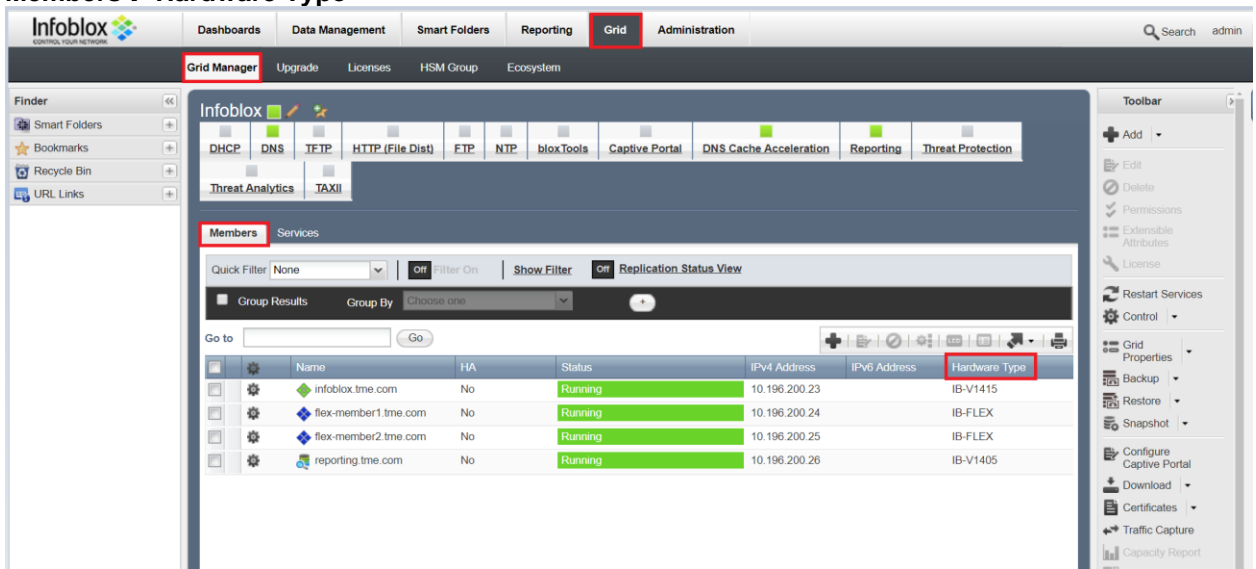 Infoblox
CONTROL YOUR NETWORK
Dashboards Data Management Smart Folders Reporting Grid Administration
Search admin
Grid Manager Upgrade Licenses HSM Group Ecosystem
Finder
Smart Folders
Bookmarks
Recycle Bin
URL Links
Infoblox
DHCP DNS TFTP HTTP (File Dist) FTP NTP bloxTools Captive Portal DNS Cache Acceleration Reporting Threat Protection
Threat Analytics TAXII
Members Services
Quick Filter None Off Filter On Show Filter Off Replication Status View
Group Results Group By Choose one +
Go to Go
Name HA Status IPv4 Address IPv6 Address Hardware Type
infoblox.tme.com No Running 10.196.200.23 IB-V1415
flex-member1.tme.com No Running 10.196.200.24 IB-FLEX
flex-member2.tme.com No Running 10.196.200.25 IB-FLEX
reporting.tme.com No Running 10.196.200.26 IB-V1405
Toolbar
Add
Edit
Delete
Permissions
Extensible
Attributes
License
Restart Services
Control
Grid
Properties
Backup
Restore
Snapshot
Configure
Captive Portal
Download
Certificates
Traffic Capture
Capacity Report